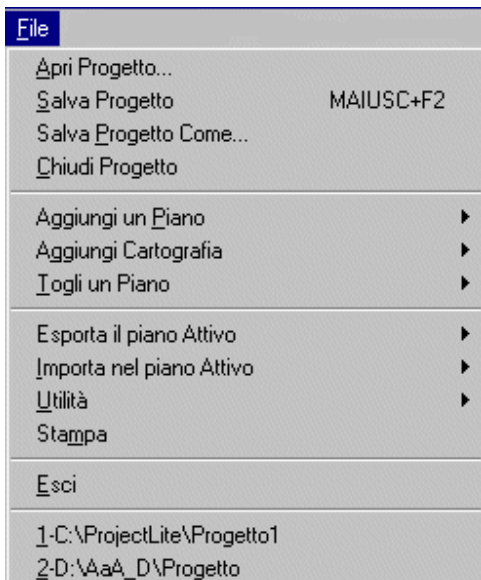 File
Apri Progetto...
Salva Progetto MAIUSC+F2
Salva Progetto Come...
Chiudi Progetto
Aggiungi un Piano
Aggiungi Cartografia
Togli un Piano
Esporta il piano Attivo
Importa nel piano Attivo
Utilità
Stampa
Esci
1-C:\ProjectLite\Progetto1
2-D:\AaA_D\Progetto